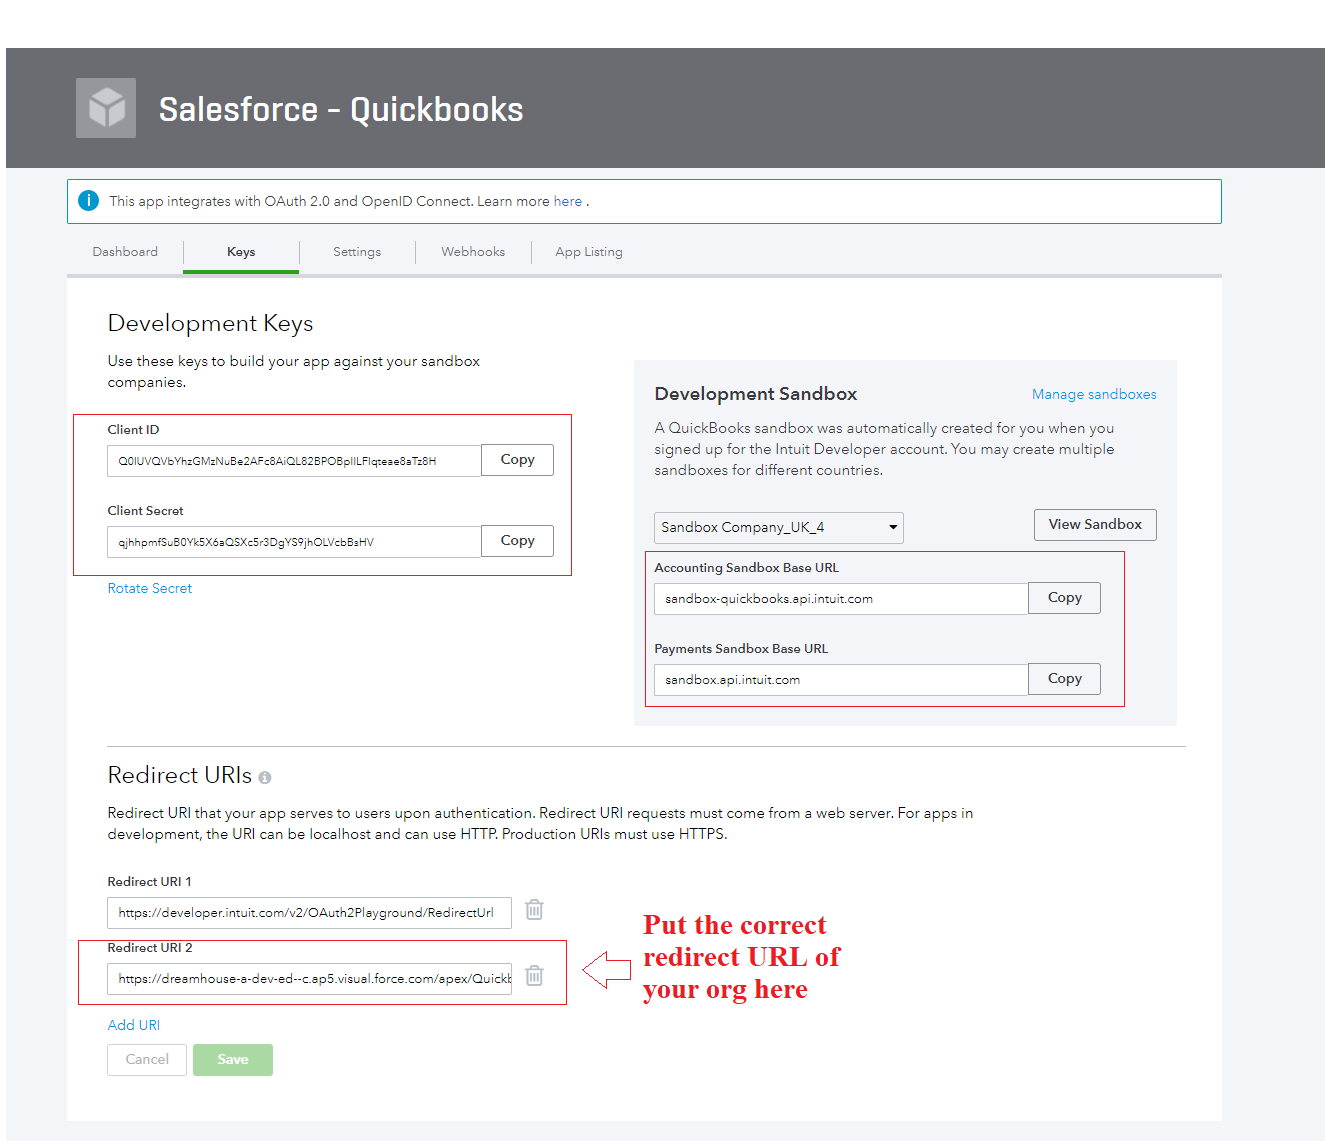 Salesforce - Quickbooks
This app integrates with OAuth 2.0 and OpenID Connect. Learn more here .
Dashboard
Keys
Settings
Webhooks
App Listing
Development Keys
Use these keys to build your app against your sandbox
companies.
Client ID
Q0IUVQVbYhzGMzNuBe2AFc8AiQL82BPOBpIILFlqteae8aTz8H
Copy
Client Secret
qjhhpmfSuB0Yk5X6aQSXc5r3DgYS9jhOLVcbBsHV
Copy
Rotate Secret
Development Sandbox
Manage sandboxes
A QuickBooks sandbox was automatically created for you when you
signed up for the Intuit Developer account. You may create multiple
sandboxes for different countries.
Sandbox Company_UK_4
View Sandbox
Accounting Sandbox Base URL
sandbox-quickbooks.api.intuit.com
Copy
Payments Sandbox Base URL
sandbox.api.intuit.com
Copy
Redirect URIs
Redirect URI that your app serves to users upon authentication. Redirect URI requests must come from a web server. For apps in
development, the URI can be localhost and can use HTTP. Production URIs must use HTTPS.
Redirect URI 1
https://developer.intuit.com/v2/OAuth2Playground/RedirectUrl
Redirect URI 2
https://dreamhouse-a-dev-ed--c.ap5.visual.force.com/apex/Quickb
Put the correct
redirect URL of
your org here
Add URI
Cancel
Save